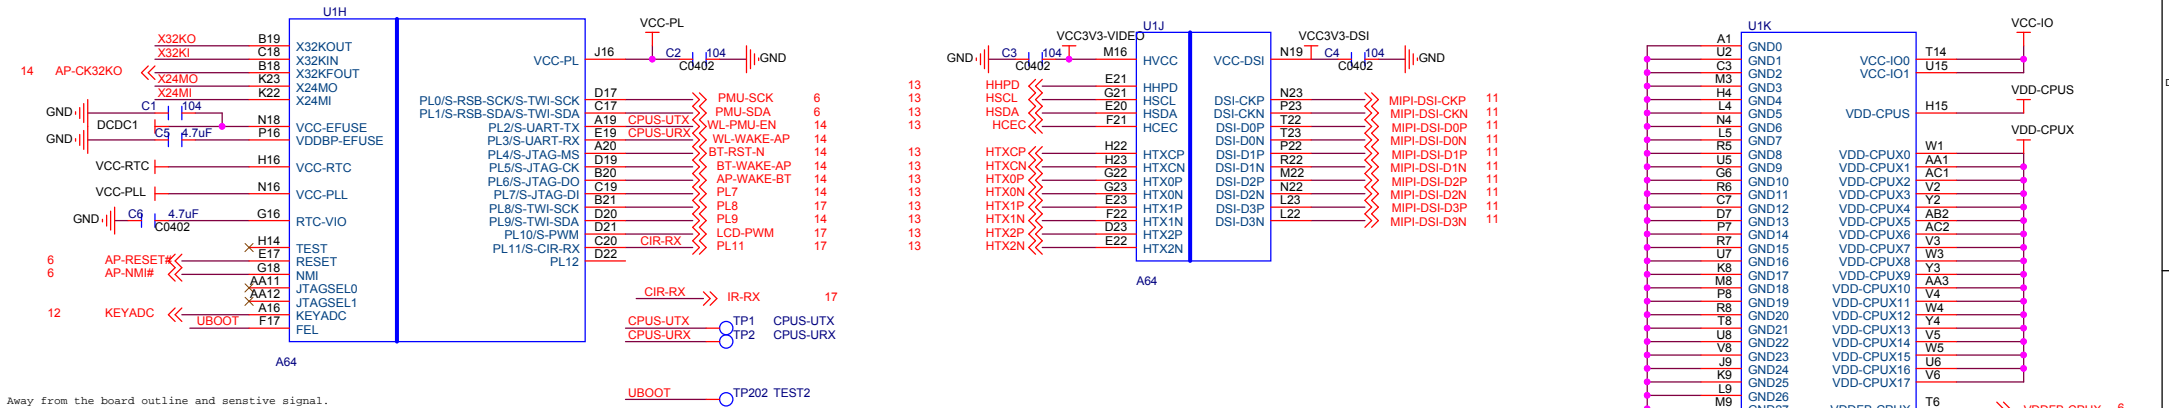 U1H
X32KO B19 X32KOUT
X32KI C18 X32KIN
14 AP-CK32KO B18 X32KFOUT
X24MO K23 X24MO
X24MI K22 X24MI
GND C1 104
DCDC1 N18 VCC-EFUSE
GND C5 4.7uF P16 VDDBP-EFUSE
VCC-RTC H16 VCC-RTC
VCC-PLL N16 VCC-PLL
GND C6 4.7uF G16 RTC-VIO
C0402
H14 TEST
6 AP-RESET# E17 RESET
6 AP-NMI# G18 NMI
AA11 JTAGSEL0
AA12 JTAGSEL1
12 KEYADC A16 KEYADC
UBOOT F17 FEL
A64
VCC-PL
VCC-PL J16 C2 104 GND
C0402
PL0/S-RSB-SCK/S-TWI-SCK D17 PMU-SCK 6
PL1/S-RSB-SDA/S-TWI-SDA C17 PMU-SDA 6
PL2/S-UART-TX A19 CPUS-UTX WL-PMU-EN 14
PL3/S-UART-RX E19 CPUS-URX WL-WAKE-AP 14
PL4/S-JTAG-MS A20 BT-RST-N 14
PL5/S-JTAG-CK D19 BT-WAKE-AP 14
PL6/S-JTAG-DO B20 AP-WAKE-BT 14
PL7/S-JTAG-DI C19 PL7 14
PL8/S-TWI-SCK B21 PL8 17
PL9/S-TWI-SDA D20 PL9 14
PL10/S-PWM D21 LCD-PWM 17
PL11/S-CIR-RX C20 CIR-RX PL11 17
PL12 D22
CIR-RX IR-RX 17
CPUS-UTX TP1 CPUS-UTX
CPUS-URX TP2 CPUS-URX
UBOOT TP202 TEST2
Away from the board outline and senstive signal.
U1J
VCC3V3-VIDEO
GND C3 104 M16 HVCC
C0402
13 HHPD E21 HHPD
13 HSCL G21 HSCL
13 HSDA E20 HSDA
13 HCEC F21 HCEC
13 HTXCP H22 HTXCP
13 HTXCN H23 HTXCN
13 HTX0P G22 HTX0P
13 HTX0N G23 HTX0N
13 HTX1P E23 HTX1P
13 HTX1N F22 HTX1N
13 HTX2P D23 HTX2P
13 HTX2N E22 HTX2N
A64
VCC3V3-DSI
VCC-DSI N19 C4 104 GND
C0402
DSI-CKP N23 MIPI-DSI-CKP 11
DSI-CKN P23 MIPI-DSI-CKN 11
DSI-D0P T22 MIPI-DSI-D0P 11
DSI-D0N T23 MIPI-DSI-D0N 11
DSI-D1P P22 MIPI-DSI-D1P 11
DSI-D1N R22 MIPI-DSI-D1N 11
DSI-D2P M22 MIPI-DSI-D2P 11
DSI-D2N N22 MIPI-DSI-D2N 11
DSI-D3P L23 MIPI-DSI-D3P 11
DSI-D3N L22 MIPI-DSI-D3N 11
U1K
A1 GND0
U2 GND1
C3 GND2
M3 GND3
H4 GND4
L4 GND5
N4 GND6
L5 GND7
R5 GND8
U5 GND9
G6 GND10
R6 GND11
C7 GND12
D7 GND13
P7 GND14
R7 GND15
U7 GND16
K8 GND17
M8 GND18
P8 GND19
R8 GND20
T8 GND21
U8 GND22
V8 GND23
J9 GND24
K9 GND25
L9 GND26
M9 GND27
VCC-IO
VCC-IO0 T14
VCC-IO1 U15
VDD-CPUS
VDD-CPUS H15
VDD-CPUX
VDD-CPUX0 W1
VDD-CPUX1 AA1
VDD-CPUX2 AC1
VDD-CPUX3 V2
VDD-CPUX4 Y2
VDD-CPUX5 AB2
VDD-CPUX6 AC2
VDD-CPUX7 V3
VDD-CPUX8 W3
VDD-CPUX9 Y3
VDD-CPUX10 AA3
VDD-CPUX11 V4
VDD-CPUX12 W4
VDD-CPUX13 Y4
VDD-CPUX14 V5
VDD-CPUX15 W5
VDD-CPUX16 U6
VDD-CPUX17 V6
VDDFB-CPUX T6 VDDFB-CPUX 6
D